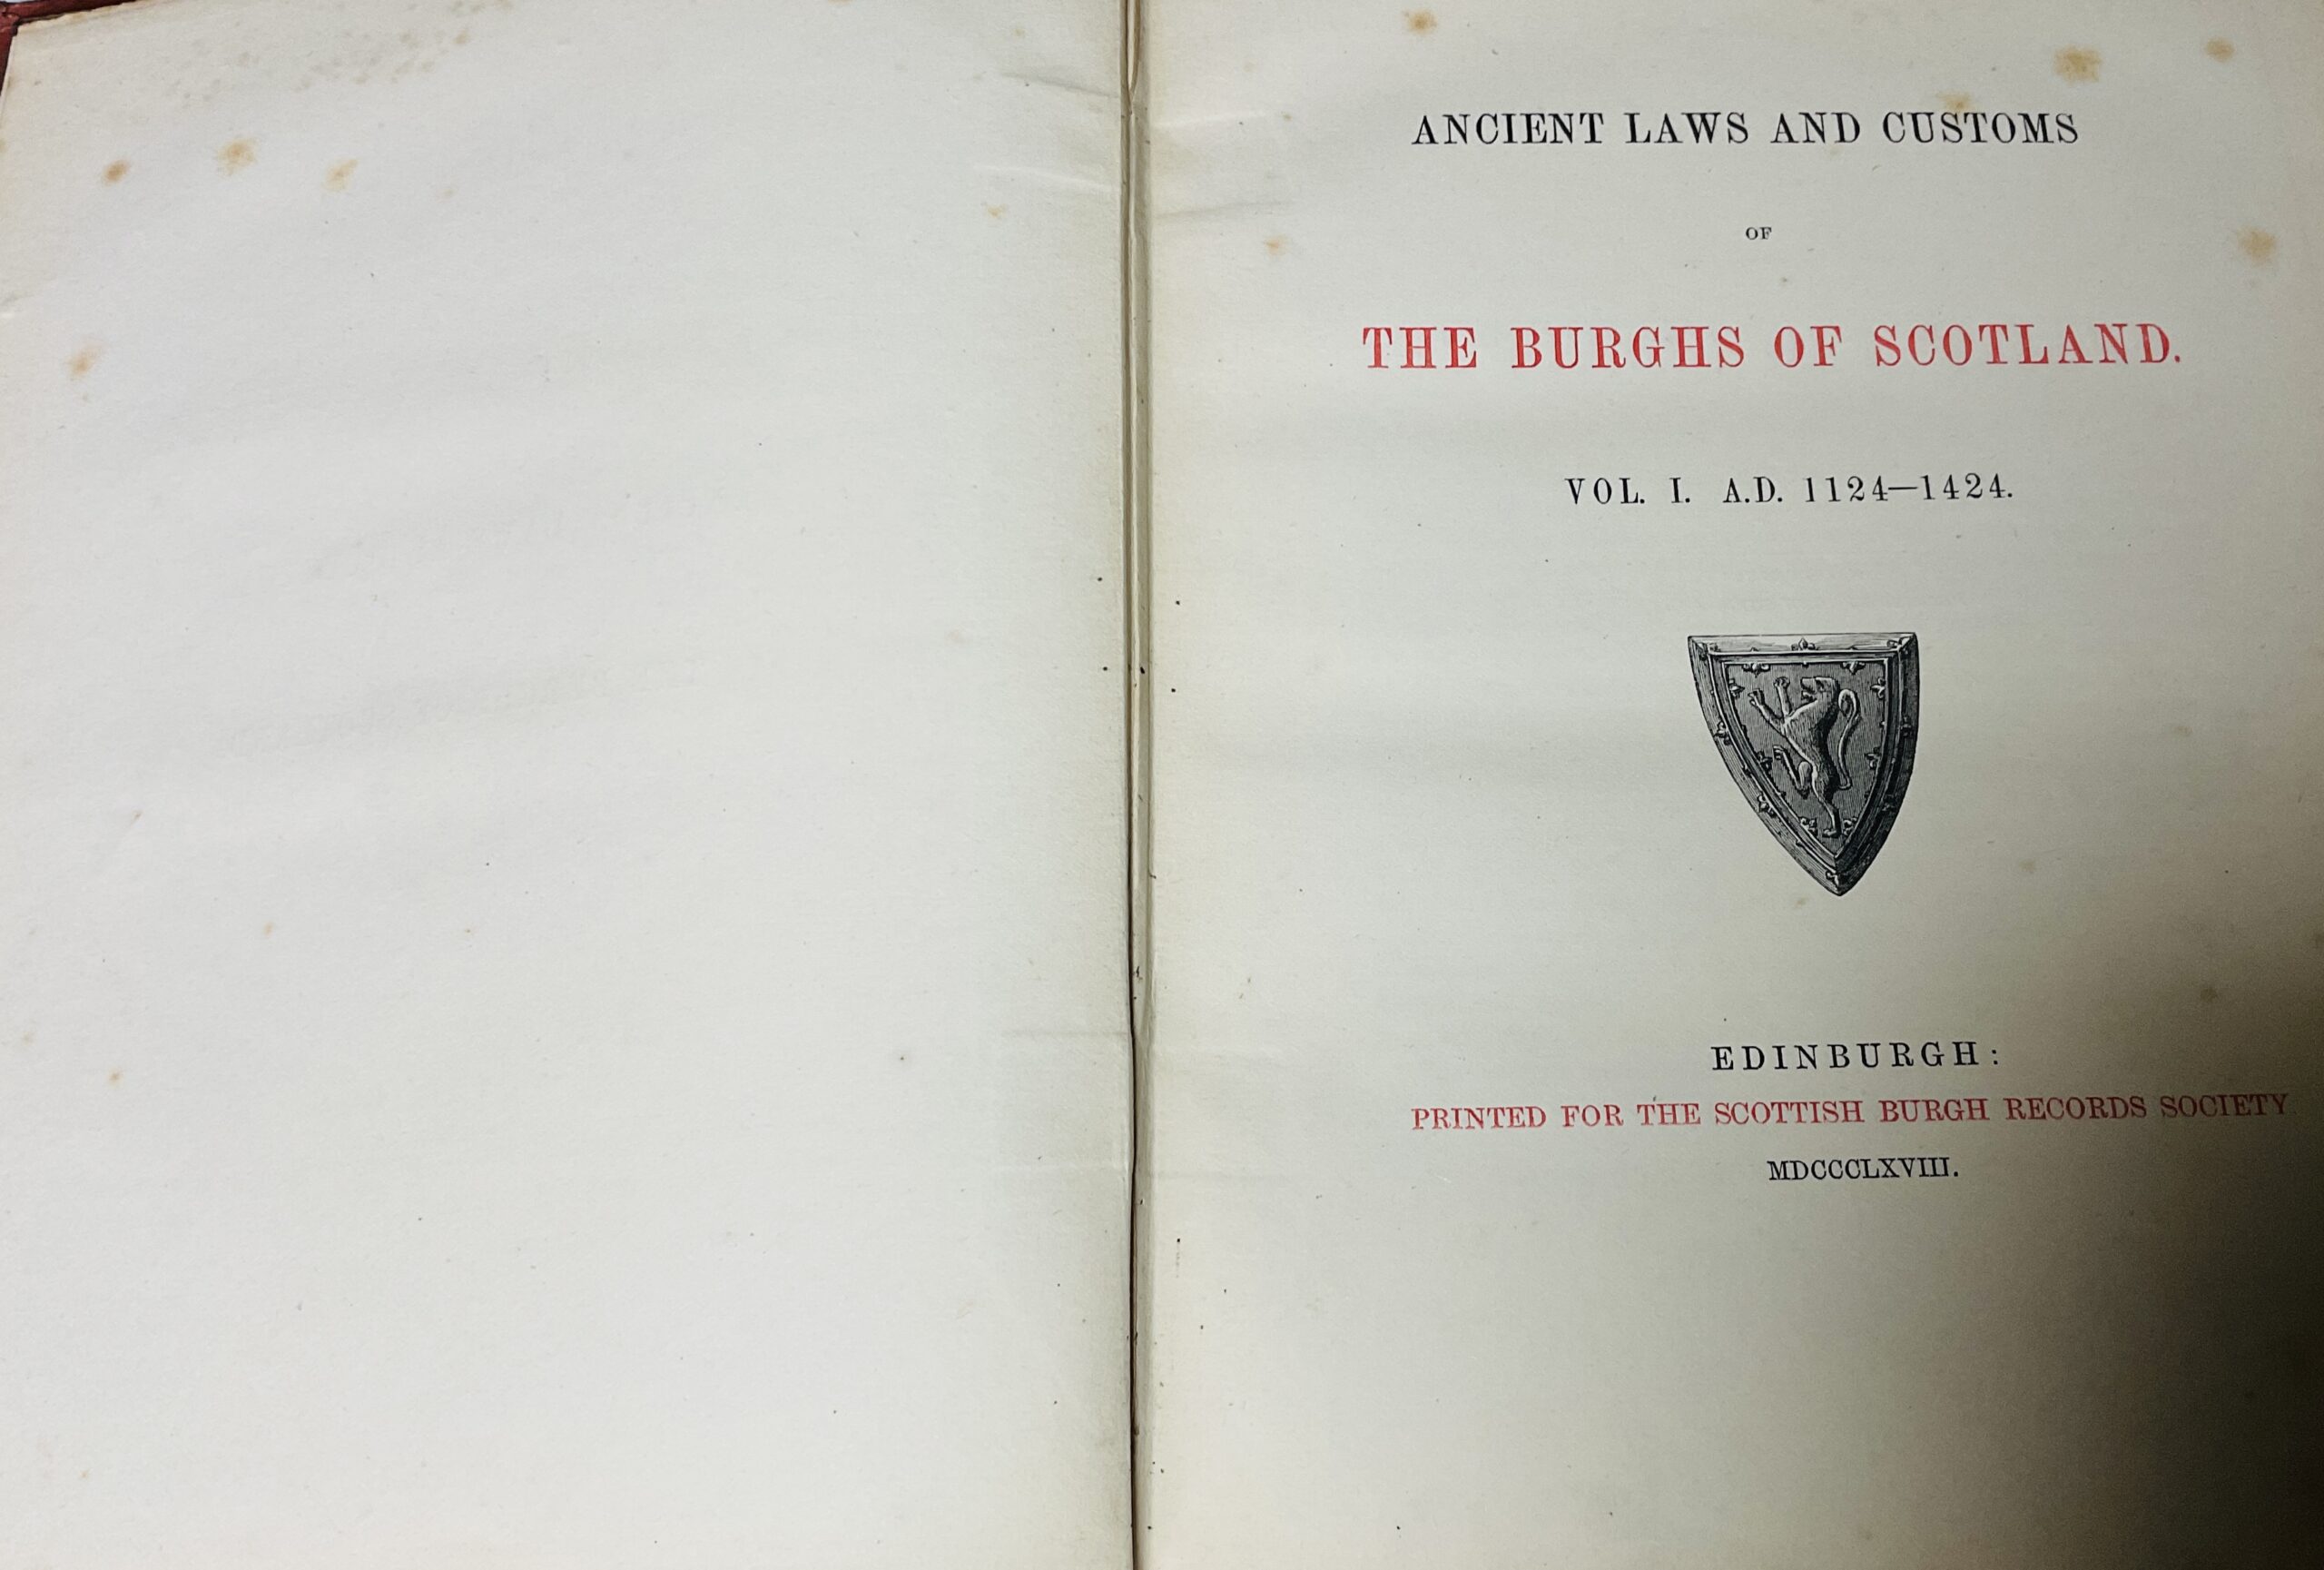 ANCIENT LAWS AND CUSTOMS
OF
THE BURGHS OF SCOTLAND.
VOL. I. A.D. 1124—1424.
EDINBURGH:
PRINTED FOR THE SCOTTISH BURGH RECORDS SOCIETY
MDCCCLXVIII.